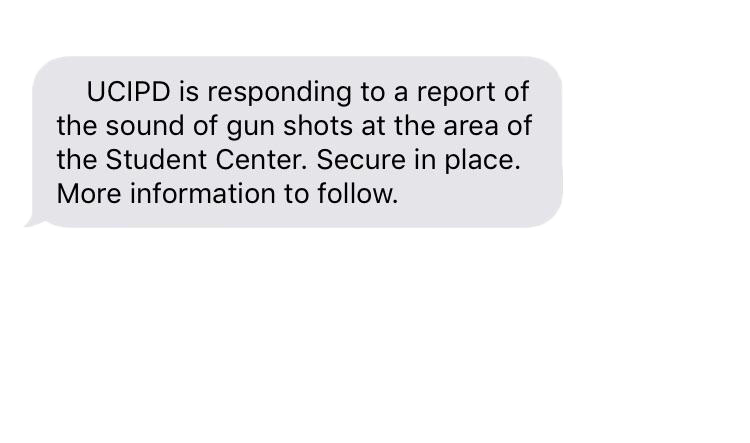 UCIPD is responding to a report of
the sound of gun shots at the area of
the Student Center. Secure in place.
More information to follow.